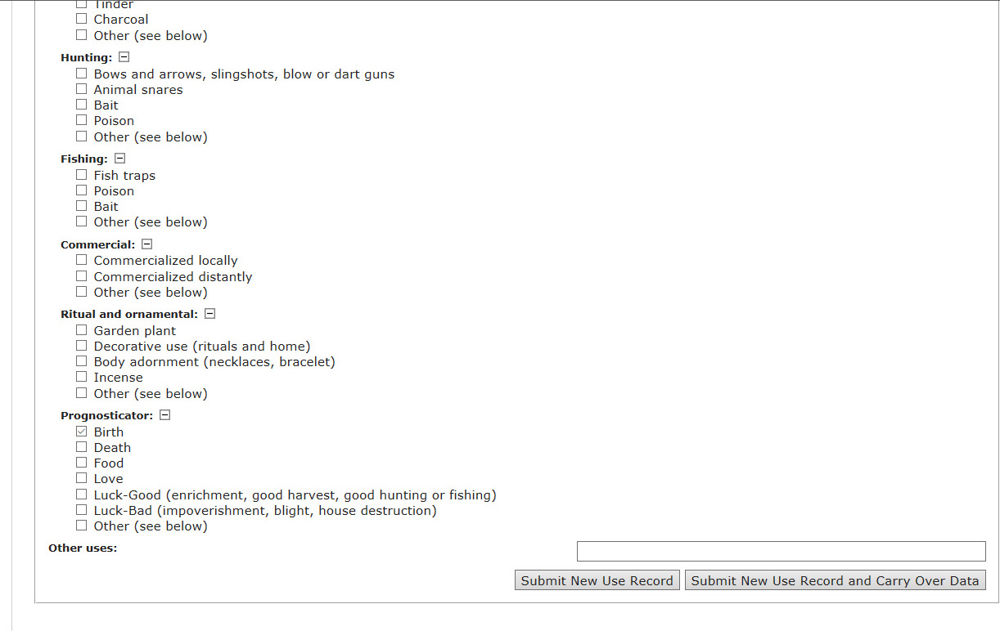 Tinder
Charcoal
Other (see below)
Hunting:
Bows and arrows, slingshots, blow or dart guns
Animal snares
Bait
Poison
Other (see below)
Fishing:
Fish traps
Poison
Bait
Other (see below)
Commercial:
Commercialized locally
Commercialized distantly
Other (see below)
Ritual and ornamental:
Garden plant
Decorative use (rituals and home)
Body adornment (necklaces, bracelet)
Incense
Other (see below)
Prognosticator:
Birth
Death
Food
Love
Luck-Good (enrichment, good harvest, good hunting or fishing)
Luck-Bad (impoverishment, blight, house destruction)
Other (see below)
Other uses:
Submit New Use Record Submit New Use Record and Carry Over Data